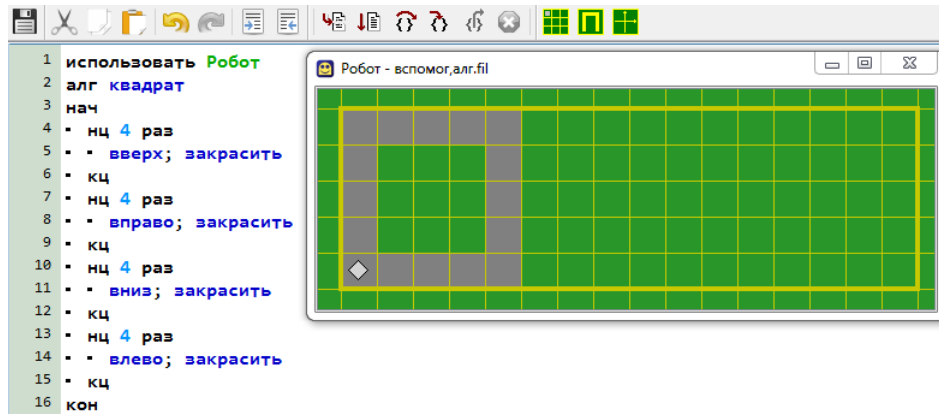 1 использовать Робот
2 алг квадрат
3 нач
4 нц 4 раз
5 вверх; закрасить
6 кц
7 нц 4 раз
8 вправо; закрасить
9 кц
10 нц 4 раз
11 вниз; закрасить
12 кц
13 нц 4 раз
14 влево; закрасить
15 кц
16 кон
Робот - вспомог,алг.fil